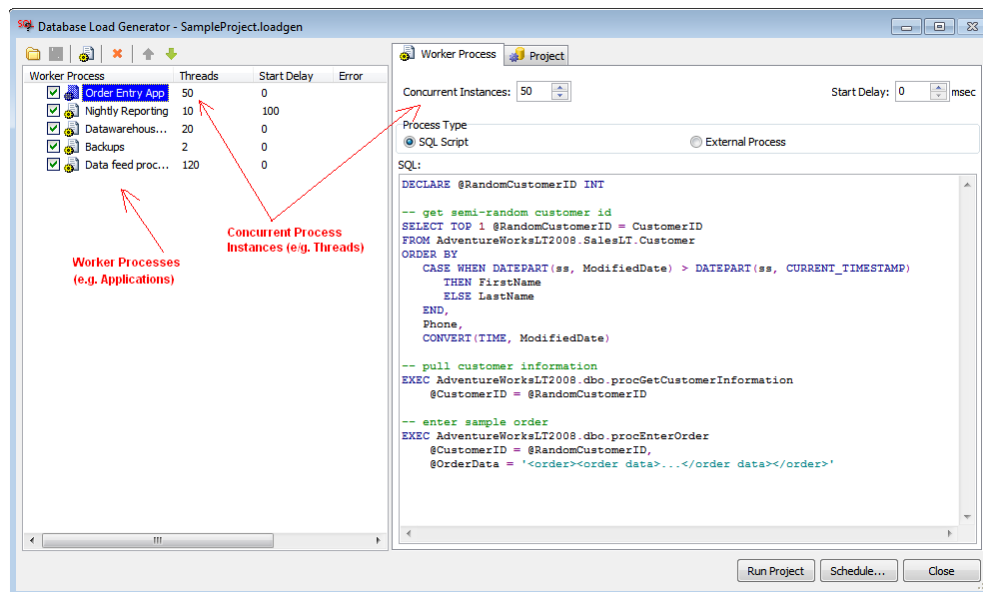 SQL Database Load Generator - SampleProject.loadgen
Worker Process Threads Start Delay Error
Order Entry App 50 0
Nightly Reporting 10 100
Datawarehous... 20 0
Backups 2 0
Data feed proc... 120 0
Concurrent Process
Instances (e/g. Threads)
Worker Processes
(e.g. Applications)
Worker Process Project
Concurrent Instances: 50 Start Delay: 0 msec
Process Type
SQL Script External Process
SQL:
DECLARE @RandomCustomerID INT
-- get semi-random customer id
SELECT TOP 1 @RandomCustomerID = CustomerID
FROM AdventureWorksLT2008.SalesLT.Customer
ORDER BY
CASE WHEN DATEPART(ss, ModifiedDate) > DATEPART(ss, CURRENT_TIMESTAMP)
THEN FirstName
ELSE LastName
END,
Phone,
CONVERT(TIME, ModifiedDate)
-- pull customer information
EXEC AdventureWorksLT2008.dbo.procGetCustomerInformation
@CustomerID = @RandomCustomerID
-- enter sample order
EXEC AdventureWorksLT2008.dbo.procEnterOrder
@CustomerID = @RandomCustomerID,
@OrderData = '<order><order data>...</order data></order>'
Run Project Schedule... Close